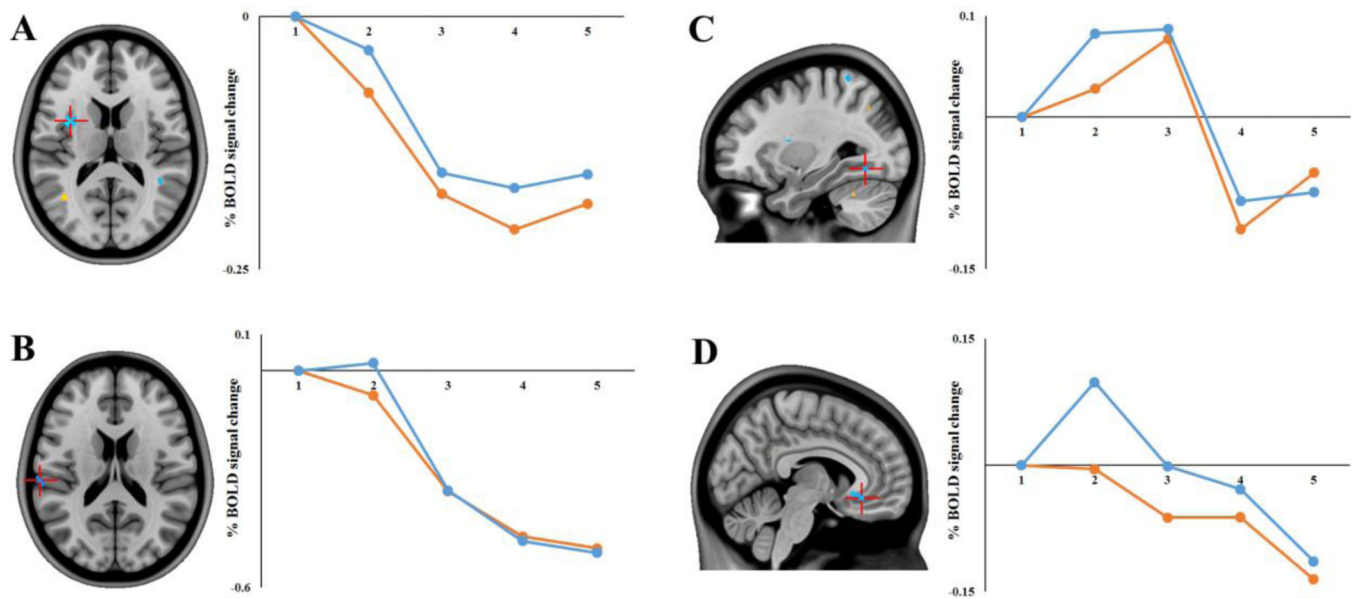 A
0
1 2 3 4 5
% BOLD signal change
-0.25
B
0.1
1 2 3 4 5
% BOLD signal change
-0.6
C
0.1
1 2 3 4 5
% BOLD signal change
-0.15
D
0.15
1 2 3 4 5
% BOLD signal change
-0.15